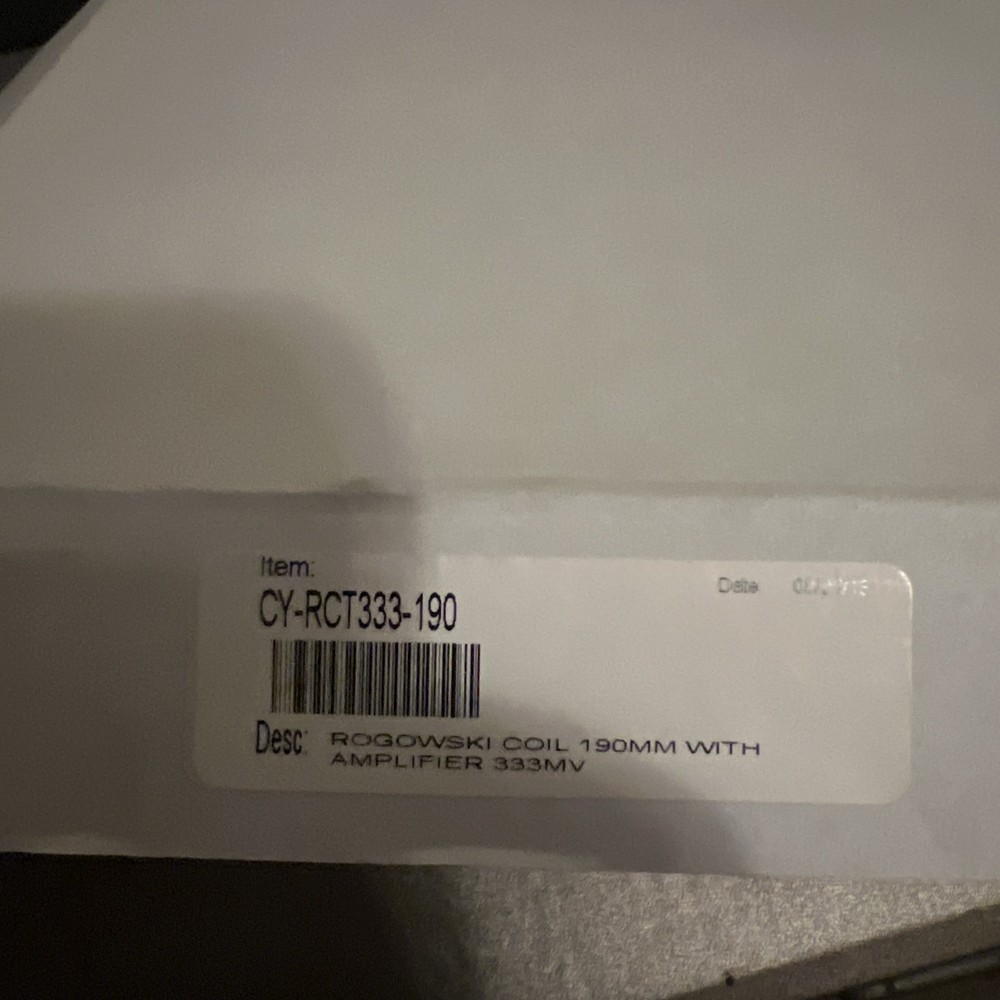 Item:
Date
CY-RCT333-190
Desc:
ROGOWSKI COIL 190MM WITH
AMPLIFIER 333MV